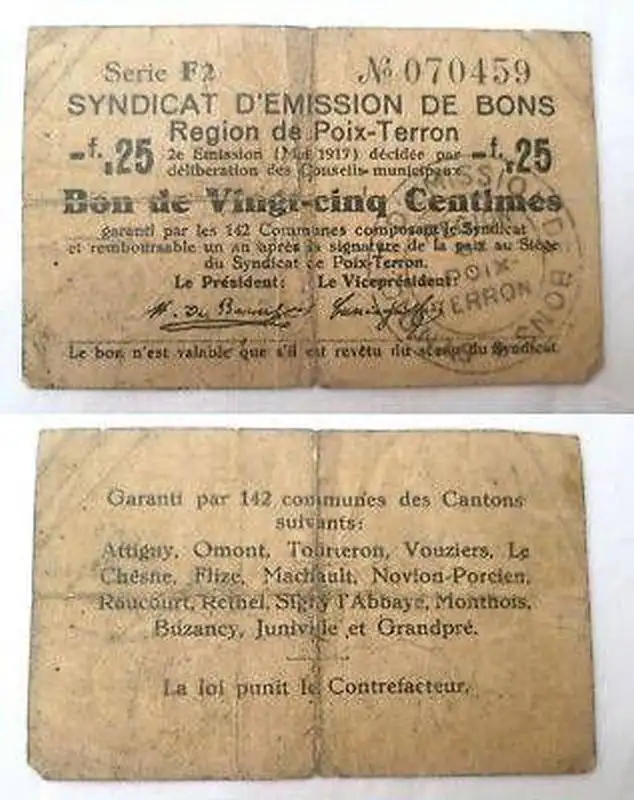 Serie F2 № 070459
SYNDICAT D'EMISSION DE BONS
Region de Poix-Terron
-f. .25 2e Emission (Mai 1917) décidée par -f. .25
délibération des Conseils municipaux.
Bon de Vingt-cinq Centimes
garanti par les 142 Communes composant le Syndicat
et remboursable un an après la signature de la paix au Siège
du Syndicat de Poix-Terron.
Le Président: Le Viceprésident:
Le bon n'est valable que s'il est revêtu du sceau du Syndicat
EMISSION D
BONS
POIX-
TERRON
Garanti par 142 communes des Cantons
suivants:
Attigny, Omont, Tourteron, Vouziers, Le
Chesne, Flize, Machault, Novion-Porcien,
Raucourt, Rethel, Signy l'Abbaye, Monthois,
Buzancy, Juniville et Grandpré.
La loi punit le Contrefacteur.